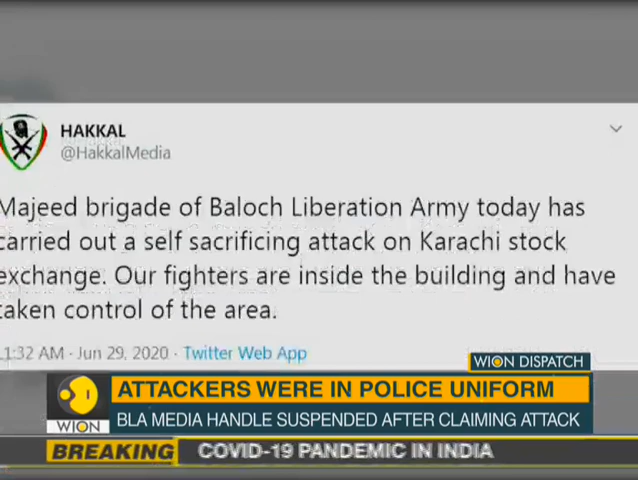 HAKKAL
@HakkalMedia
Majeed brigade of Baloch Liberation Army today has
carried out a self sacrificing attack on Karachi stock
exchange. Our fighters are inside the building and have
taken control of the area.
11:32 AM · Jun 29, 2020 · Twitter Web App
WION DISPATCH
ATTACKERS WERE IN POLICE UNIFORM
WION
BLA MEDIA HANDLE SUSPENDED AFTER CLAIMING ATTACK
BREAKING
COVID-19 PANDEMIC IN INDIA